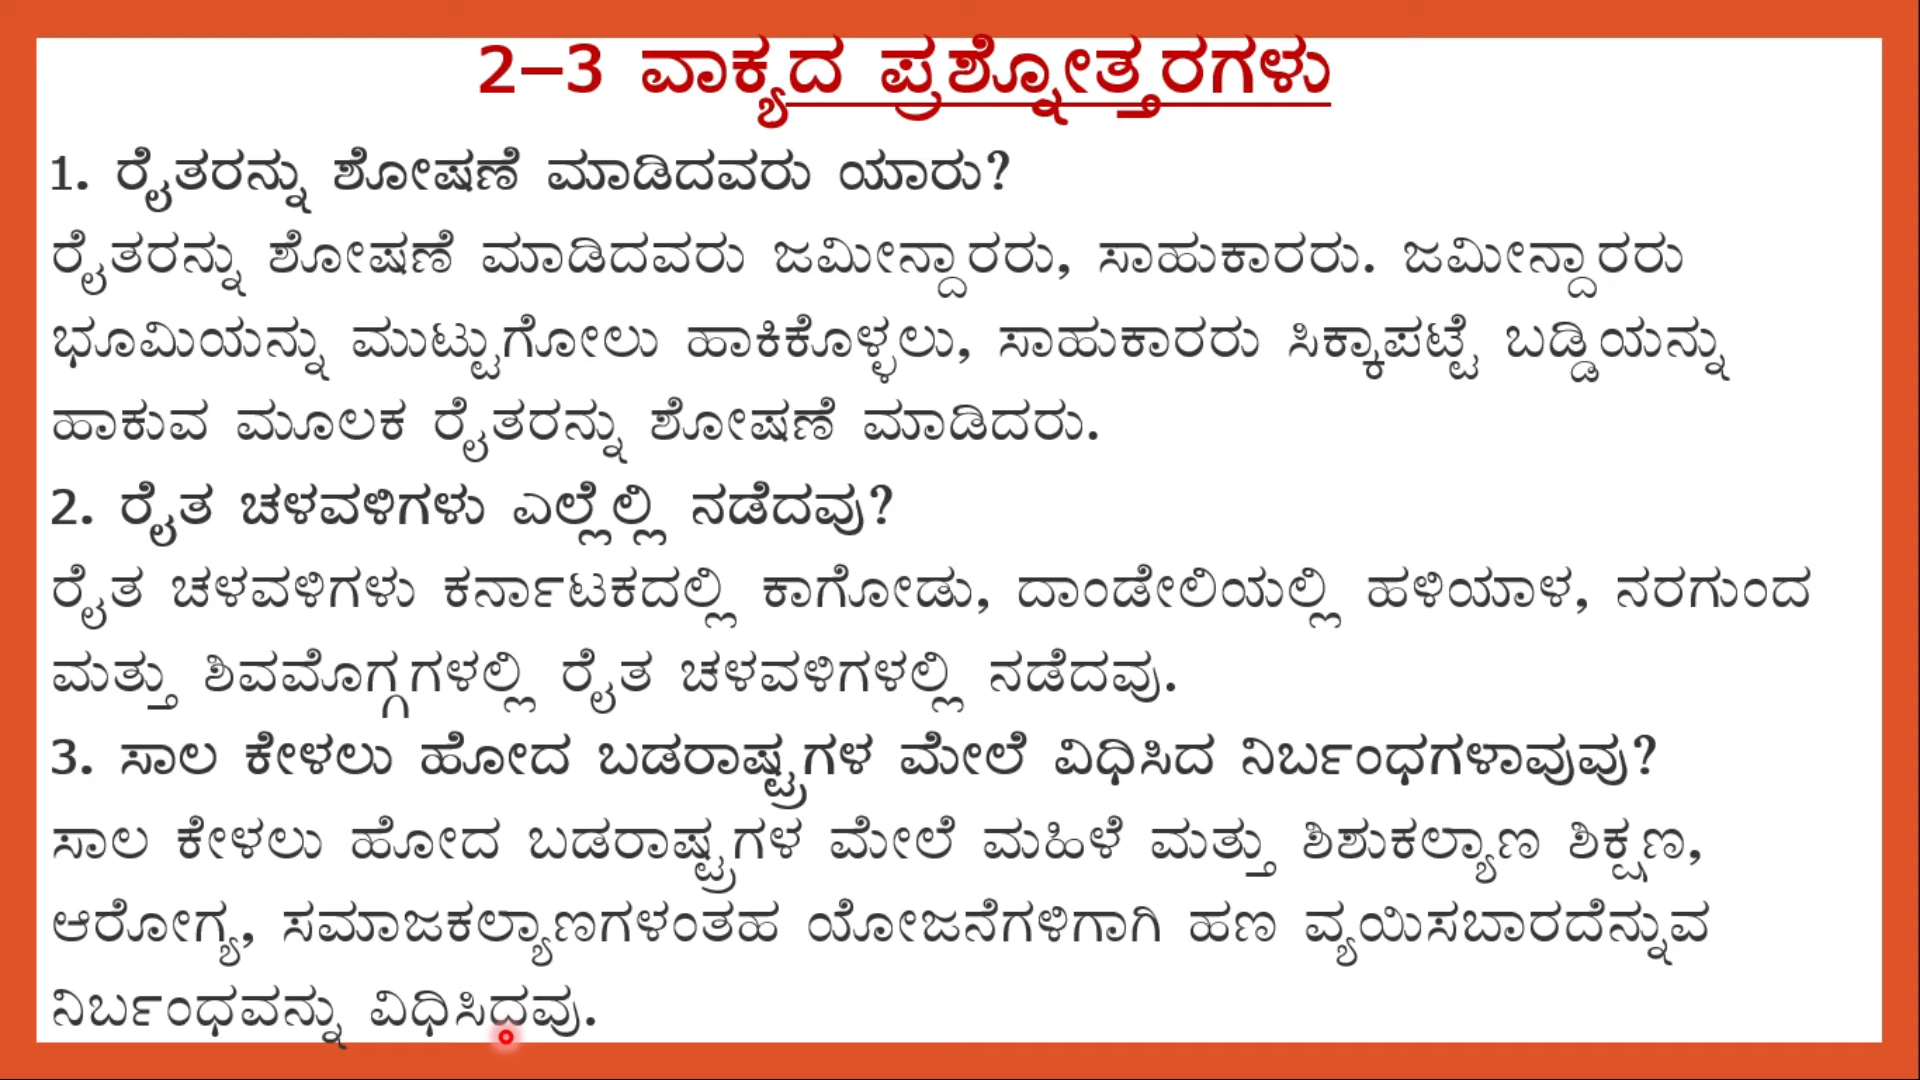 2–3 ವಾಕ್ಯದ ಪ್ರಶ್ನೋತ್ತರಗಳು
1. ರೈತರನ್ನು ಶೋಷಣೆ ಮಾಡಿದವರು ಯಾರು?
ರೈತರನ್ನು ಶೋಷಣೆ ಮಾಡಿದವರು ಜಮೀನ್ದಾರರು, ಸಾಹುಕಾರರು. ಜಮೀನ್ದಾರರು
ಭೂಮಿಯನ್ನು ಮುಟ್ಟುಗೋಲು ಹಾಕಿಕೊಳ್ಳಲು, ಸಾಹುಕಾರರು ಸಿಕ್ಕಾಪಟ್ಟೆ ಬಡ್ಡಿಯನ್ನು
ಹಾಕುವ ಮೂಲಕ ರೈತರನ್ನು ಶೋಷಣೆ ಮಾಡಿದರು.
2. ರೈತ ಚಳವಳಿಗಳು ಎಲ್ಲೆಲ್ಲಿ ನಡೆದವು?
ರೈತ ಚಳವಳಿಗಳು ಕರ್ನಾಟಕದಲ್ಲಿ ಕಾಗೋಡು, ದಾಂಡೇಲಿಯಲ್ಲಿ ಹಳಿಯಾಳ, ನರಗುಂದ
ಮತ್ತು ಶಿವಮೊಗ್ಗಗಳಲ್ಲಿ ರೈತ ಚಳವಳಿಗಳಲ್ಲಿ ನಡೆದವು.
3. ಸಾಲ ಕೇಳಲು ಹೋದ ಬಡರಾಷ್ಟ್ರಗಳ ಮೇಲೆ ವಿಧಿಸಿದ ನಿರ್ಬಂಧಗಳಾವುವು?
ಸಾಲ ಕೇಳಲು ಹೋದ ಬಡರಾಷ್ಟ್ರಗಳ ಮೇಲೆ ಮಹಿಳೆ ಮತ್ತು ಶಿಶುಕಲ್ಯಾಣ ಶಿಕ್ಷಣ,
ಆರೋಗ್ಯ, ಸಮಾಜಕಲ್ಯಾಣಗಳಂತಹ ಯೋಜನೆಗಳಿಗಾಗಿ ಹಣ ವ್ಯಯಿಸಬಾರದೆನ್ನುವ
ನಿರ್ಬಂಧವನ್ನು ವಿಧಿಸಿದವು.